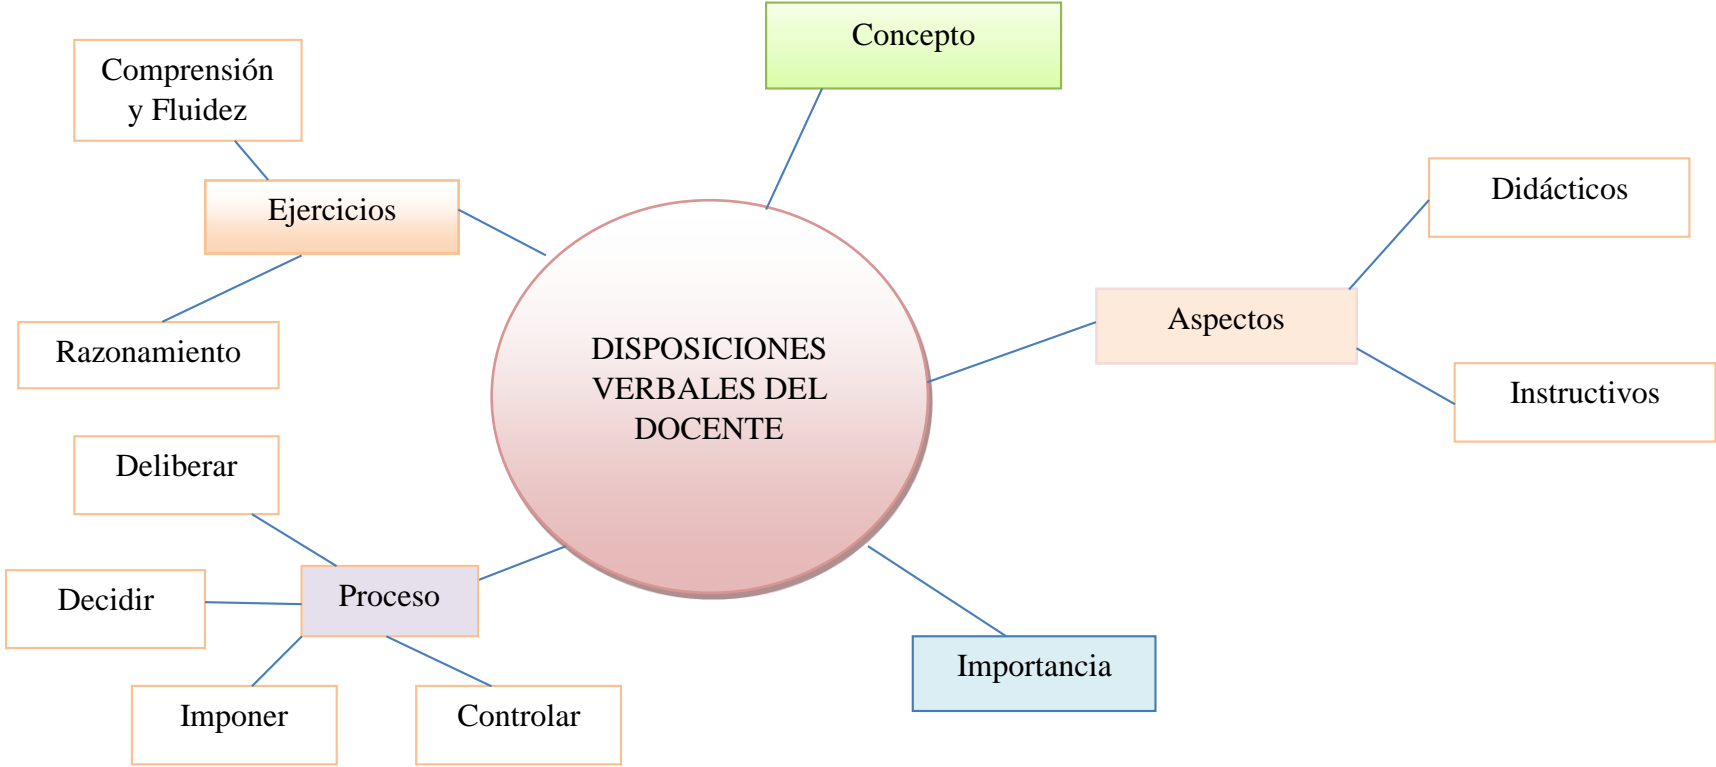 Concepto
Comprensión
y Fluidez
Didácticos
Ejercicios
Aspectos
Razonamiento
DISPOSICIONES
VERBALES DEL
DOCENTE
Instructivos
Deliberar
Decidir
Proceso
Importancia
Imponer
Controlar